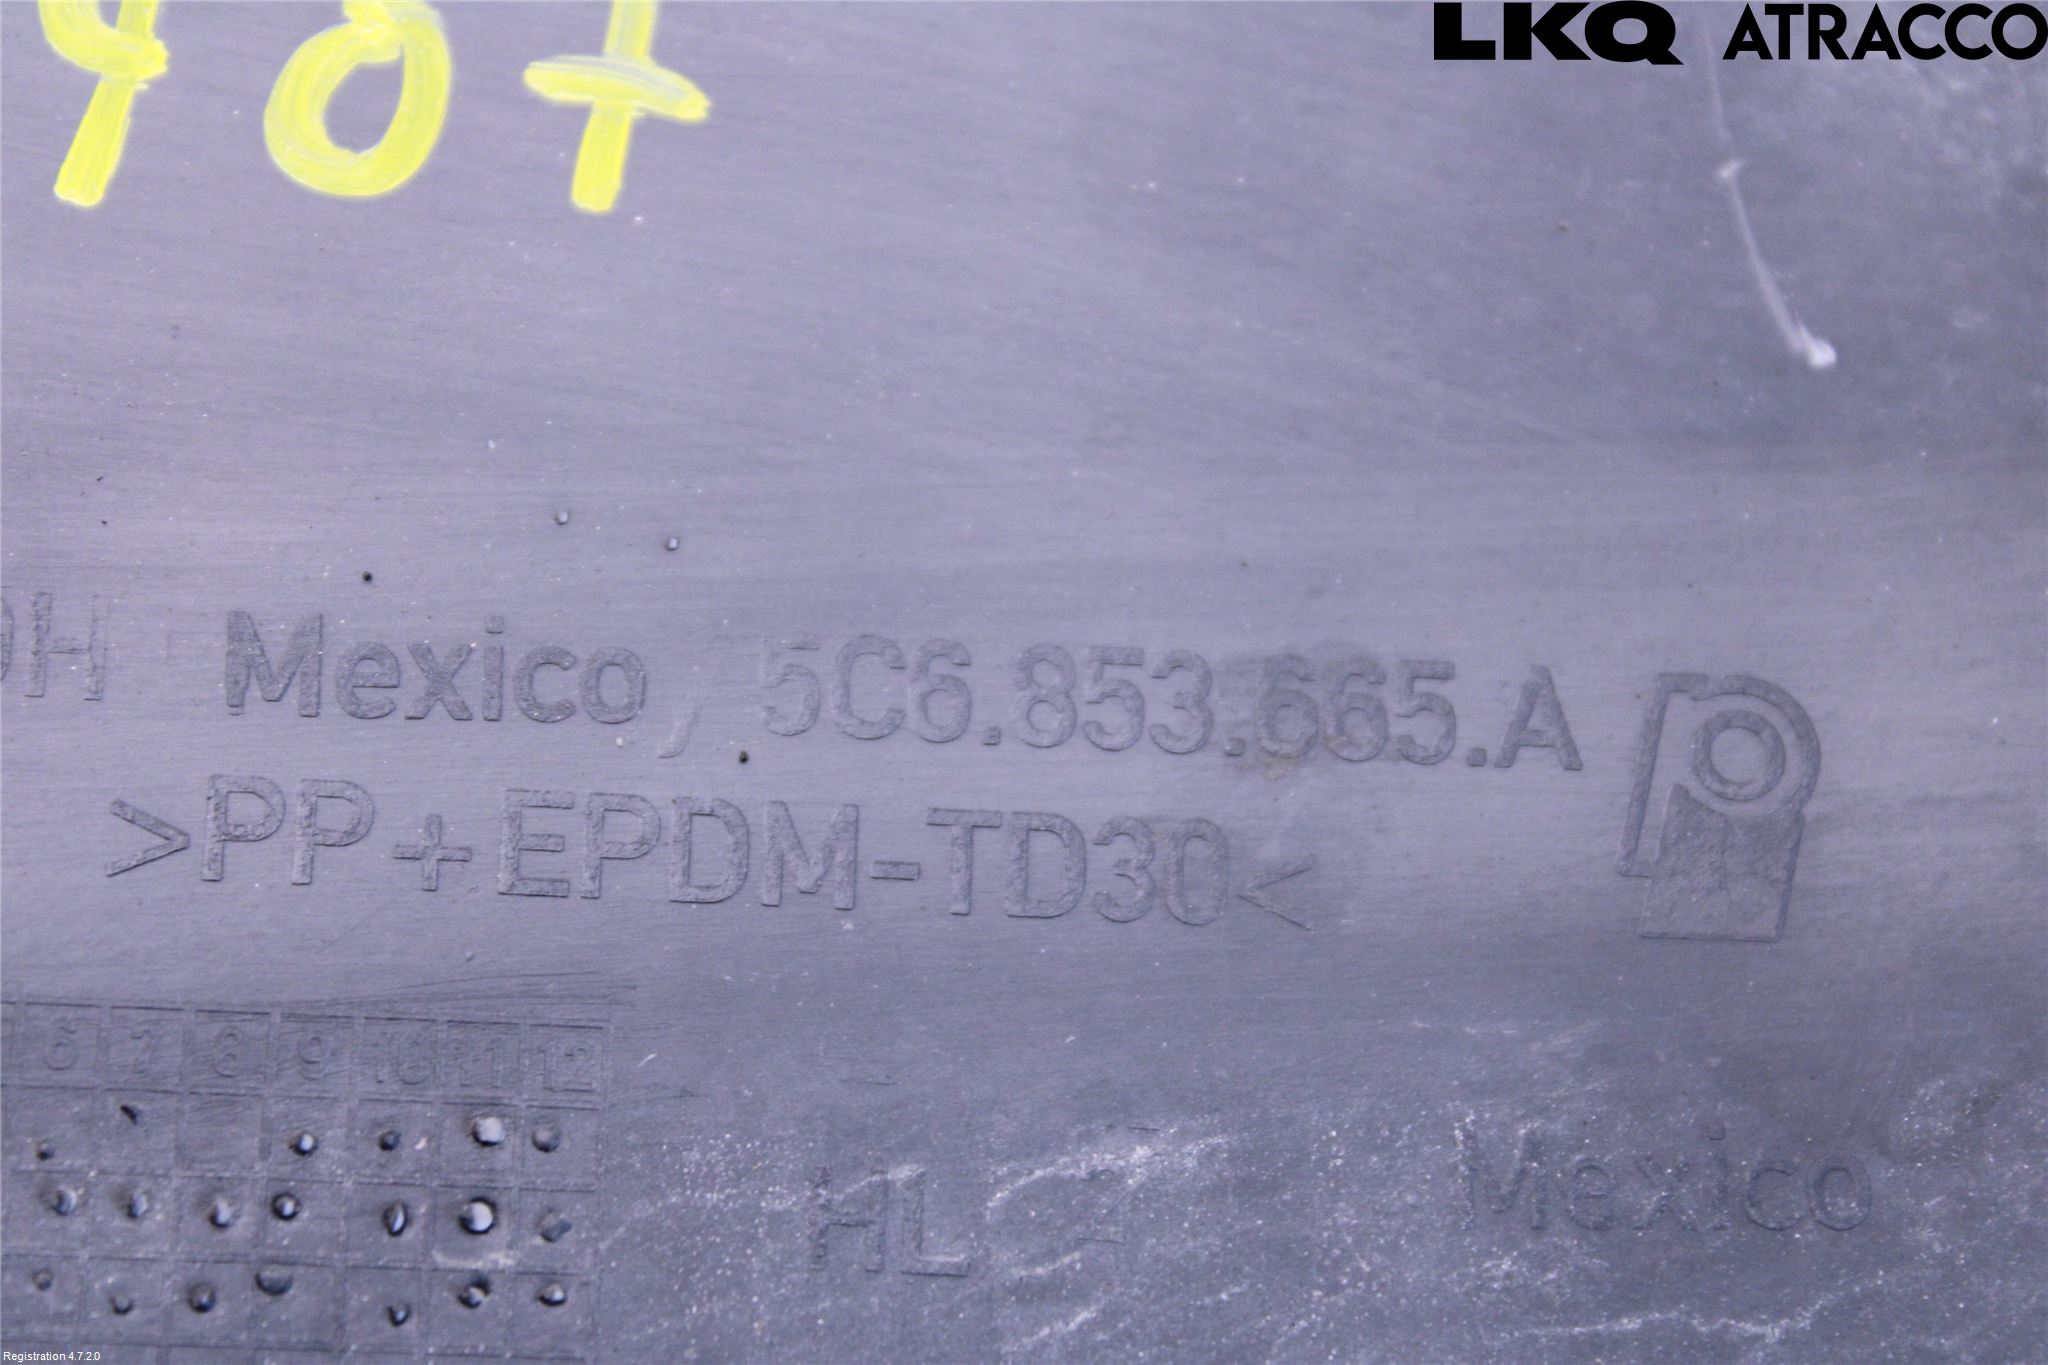 LKQ ATRACCO
407
Mexico, 5C6.853.665.A
>PP+EPDM-TD30<
6 7 8 9 10 11 12
HL
Mexico
Registration 4.7.2.0